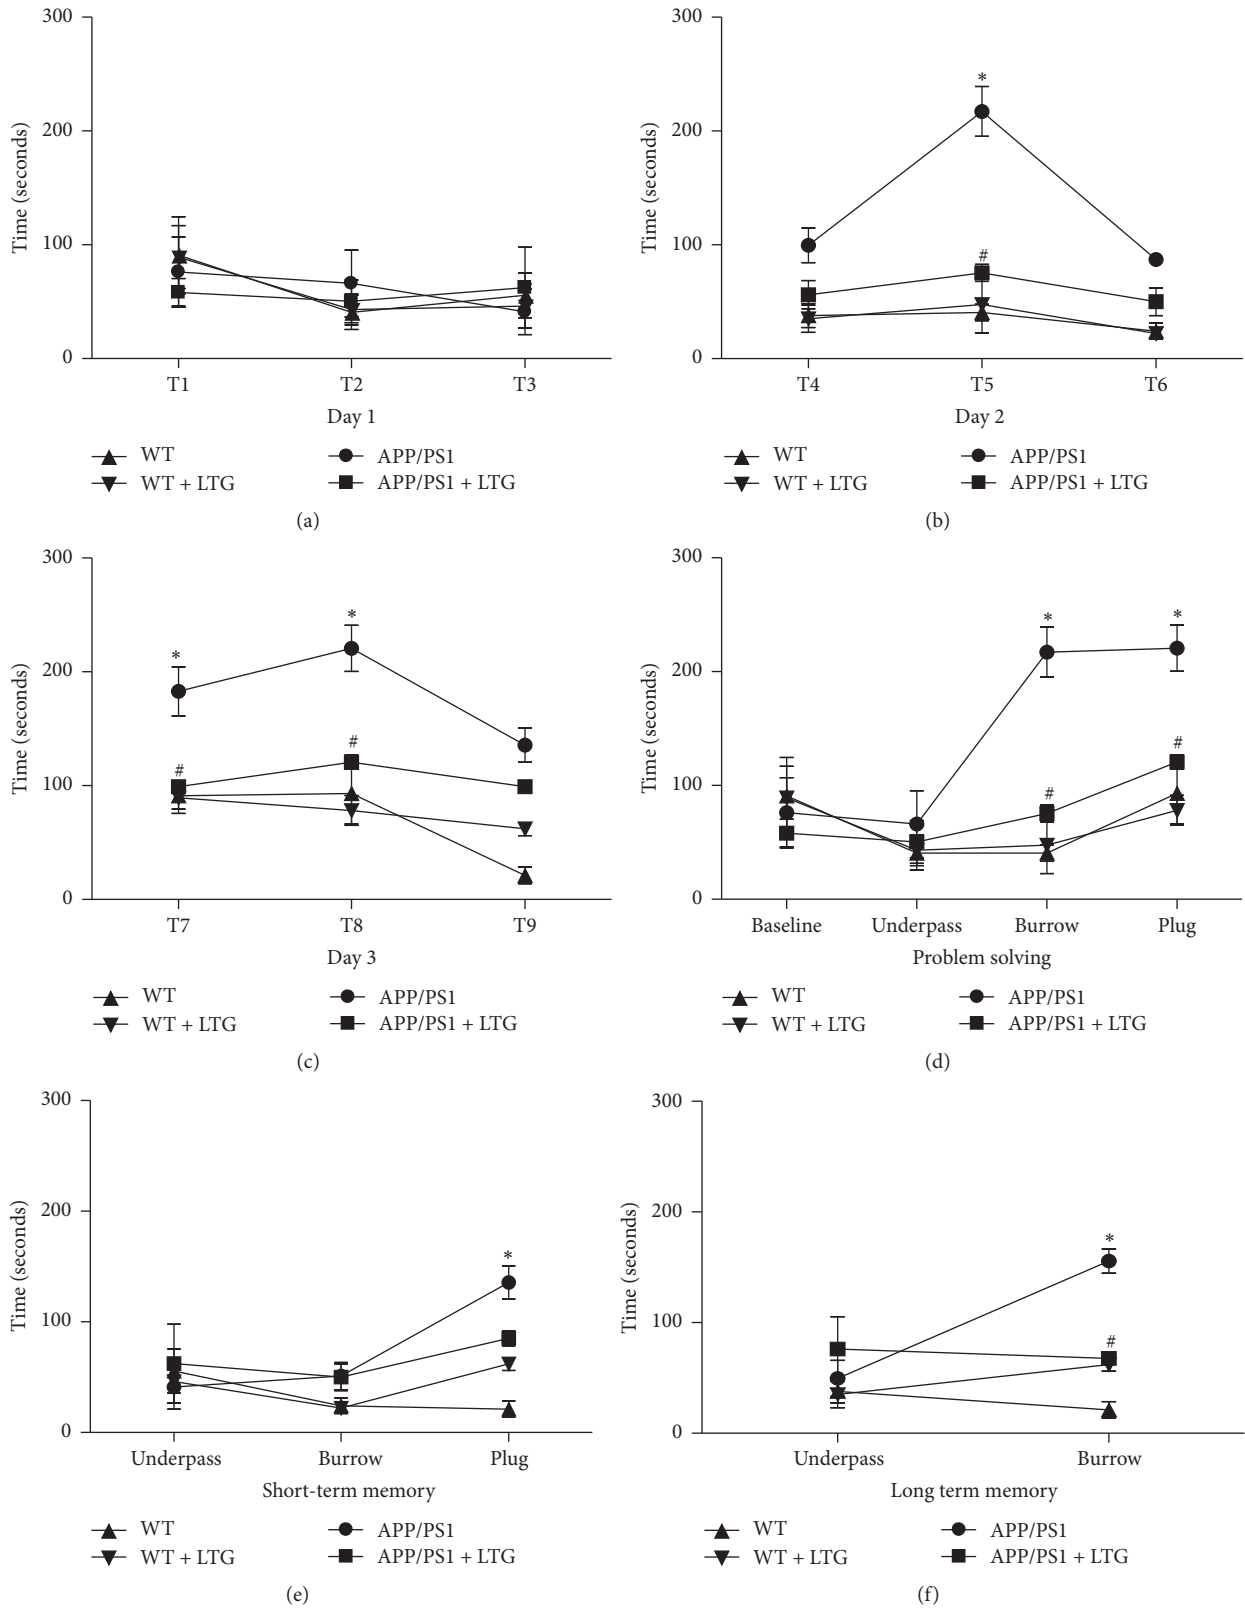 300
200
100
0
Time (seconds)
T1 T2 T3
Day 1
WT APP/PS1
WT + LTG APP/PS1 + LTG
(a)
300
200
100
0
Time (seconds)
*
#
T4 T5 T6
Day 2
WT APP/PS1
WT + LTG APP/PS1 + LTG
(b)
300
200
100
0
Time (seconds)
* *
# #
T7 T8 T9
Day 3
WT APP/PS1
WT + LTG APP/PS1 + LTG
(c)
300
200
100
0
Time (seconds)
* *
# #
Baseline Underpass Burrow Plug
Problem solving
WT APP/PS1
WT + LTG APP/PS1 + LTG
(d)
300
200
100
0
Time (seconds)
*
Underpass Burrow Plug
Short-term memory
WT APP/PS1
WT + LTG APP/PS1 + LTG
(e)
300
200
100
0
Time (seconds)
*
#
Underpass Burrow
Long term memory
WT APP/PS1
WT + LTG APP/PS1 + LTG
(f)